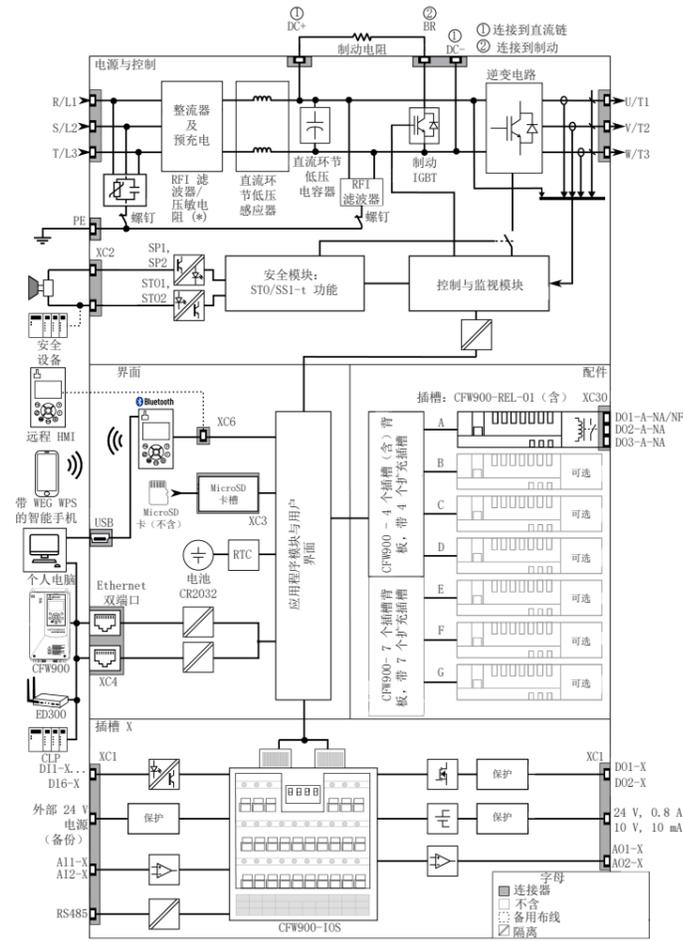 ① DC+
② BR
① DC-
① 连接到直流链
② 连接到制动
制动电阻
电源与控制
逆变电路
R/L1
S/L2
T/L3
整流器
及
预充电
U/T1
V/T2
W/T3
RFI 滤
波器/
压敏电
阻 (*)
直流环
节低压
感应器
直流环节
低压
电容器
RFI
滤波器
制动
IGBT
螺钉
螺钉
PE
XC2
SP1,
SP2
STO1,
STO2
安全模块:
STO/SS1-t 功能
控制与监视模块
安全
设备
界面
配件
插槽: CFW900-REL-01 (含)
XC30
Bluetooth
远程 HMI
XC6
A
DO1-A-NA/NF
DO2-A-NA
DO3-A-NA
B
可选
C
可选
D
可选
E
可选
F
可选
G
可选
CFW900 - 4 个插槽 (含) 背
板, 带 4 个扩充插槽
CFW900- 7 个插槽背
板, 带 7 个扩充插槽
应用程序模块与用户
界面
带 WEG WPS
的智能手机
MicroSD
卡槽
MicroSD
卡 (不含)
XC3
USB
RTC
电池
CR2032
个人电脑
Ethernet
双端口
CFW900
XC4
ED300
CLP
插槽 X
XC1
XC1
DI1-X...
DI6-X
外部 24 V
电源
(备份)
保护
AI1-X
AI2-X
RS485
CFW900-IOS
保护
DO1-X
DO2-X
保护
24 V, 0.8 A
10 V, 10 mA
AO1-X
AO2-X
字母
连接器
不含
备用布线
隔离